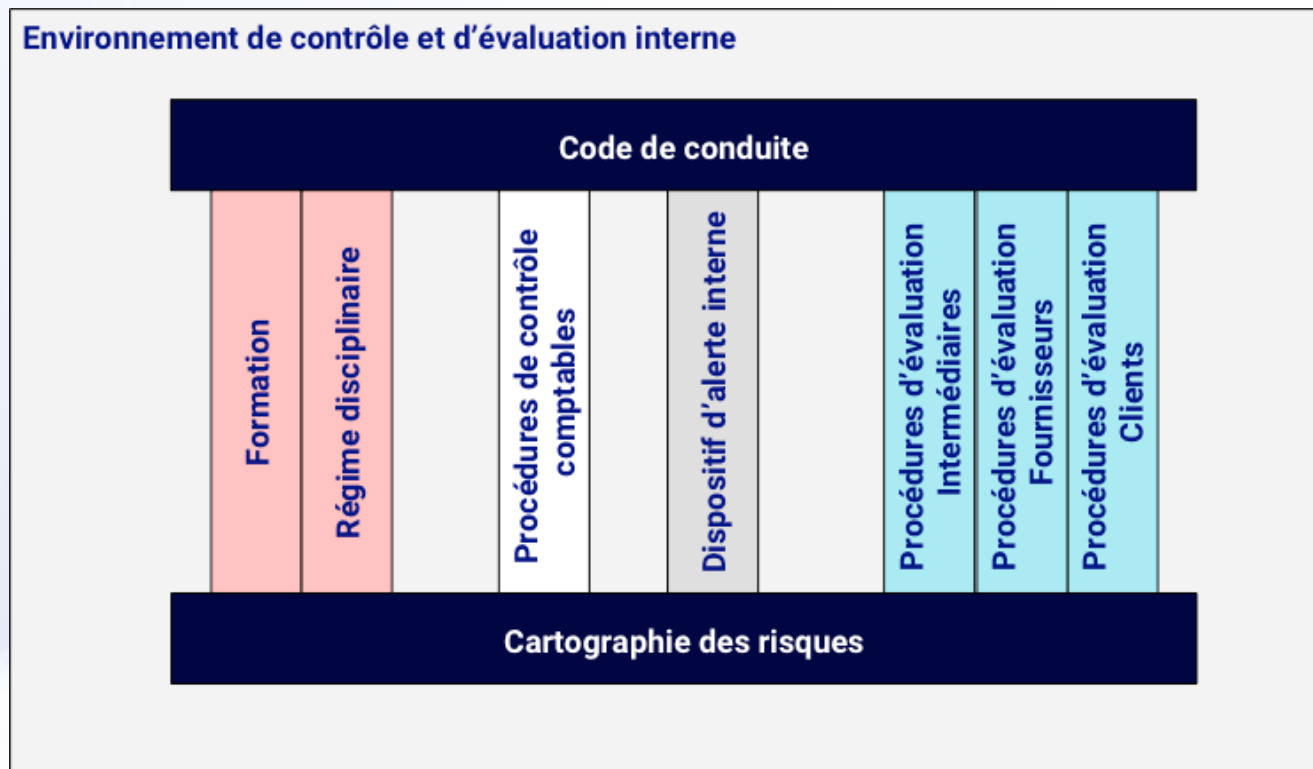 Environnement de contrôle et d’évaluation interne
Code de conduite
Formation
Régime disciplinaire
Procédures de contrôle
comptables
Dispositif d’alerte interne
Procédures d’évaluation
Intermédiaires
Procédures d’évaluation
Fournisseurs
Procédures d’évaluation
Clients
Cartographie des risques